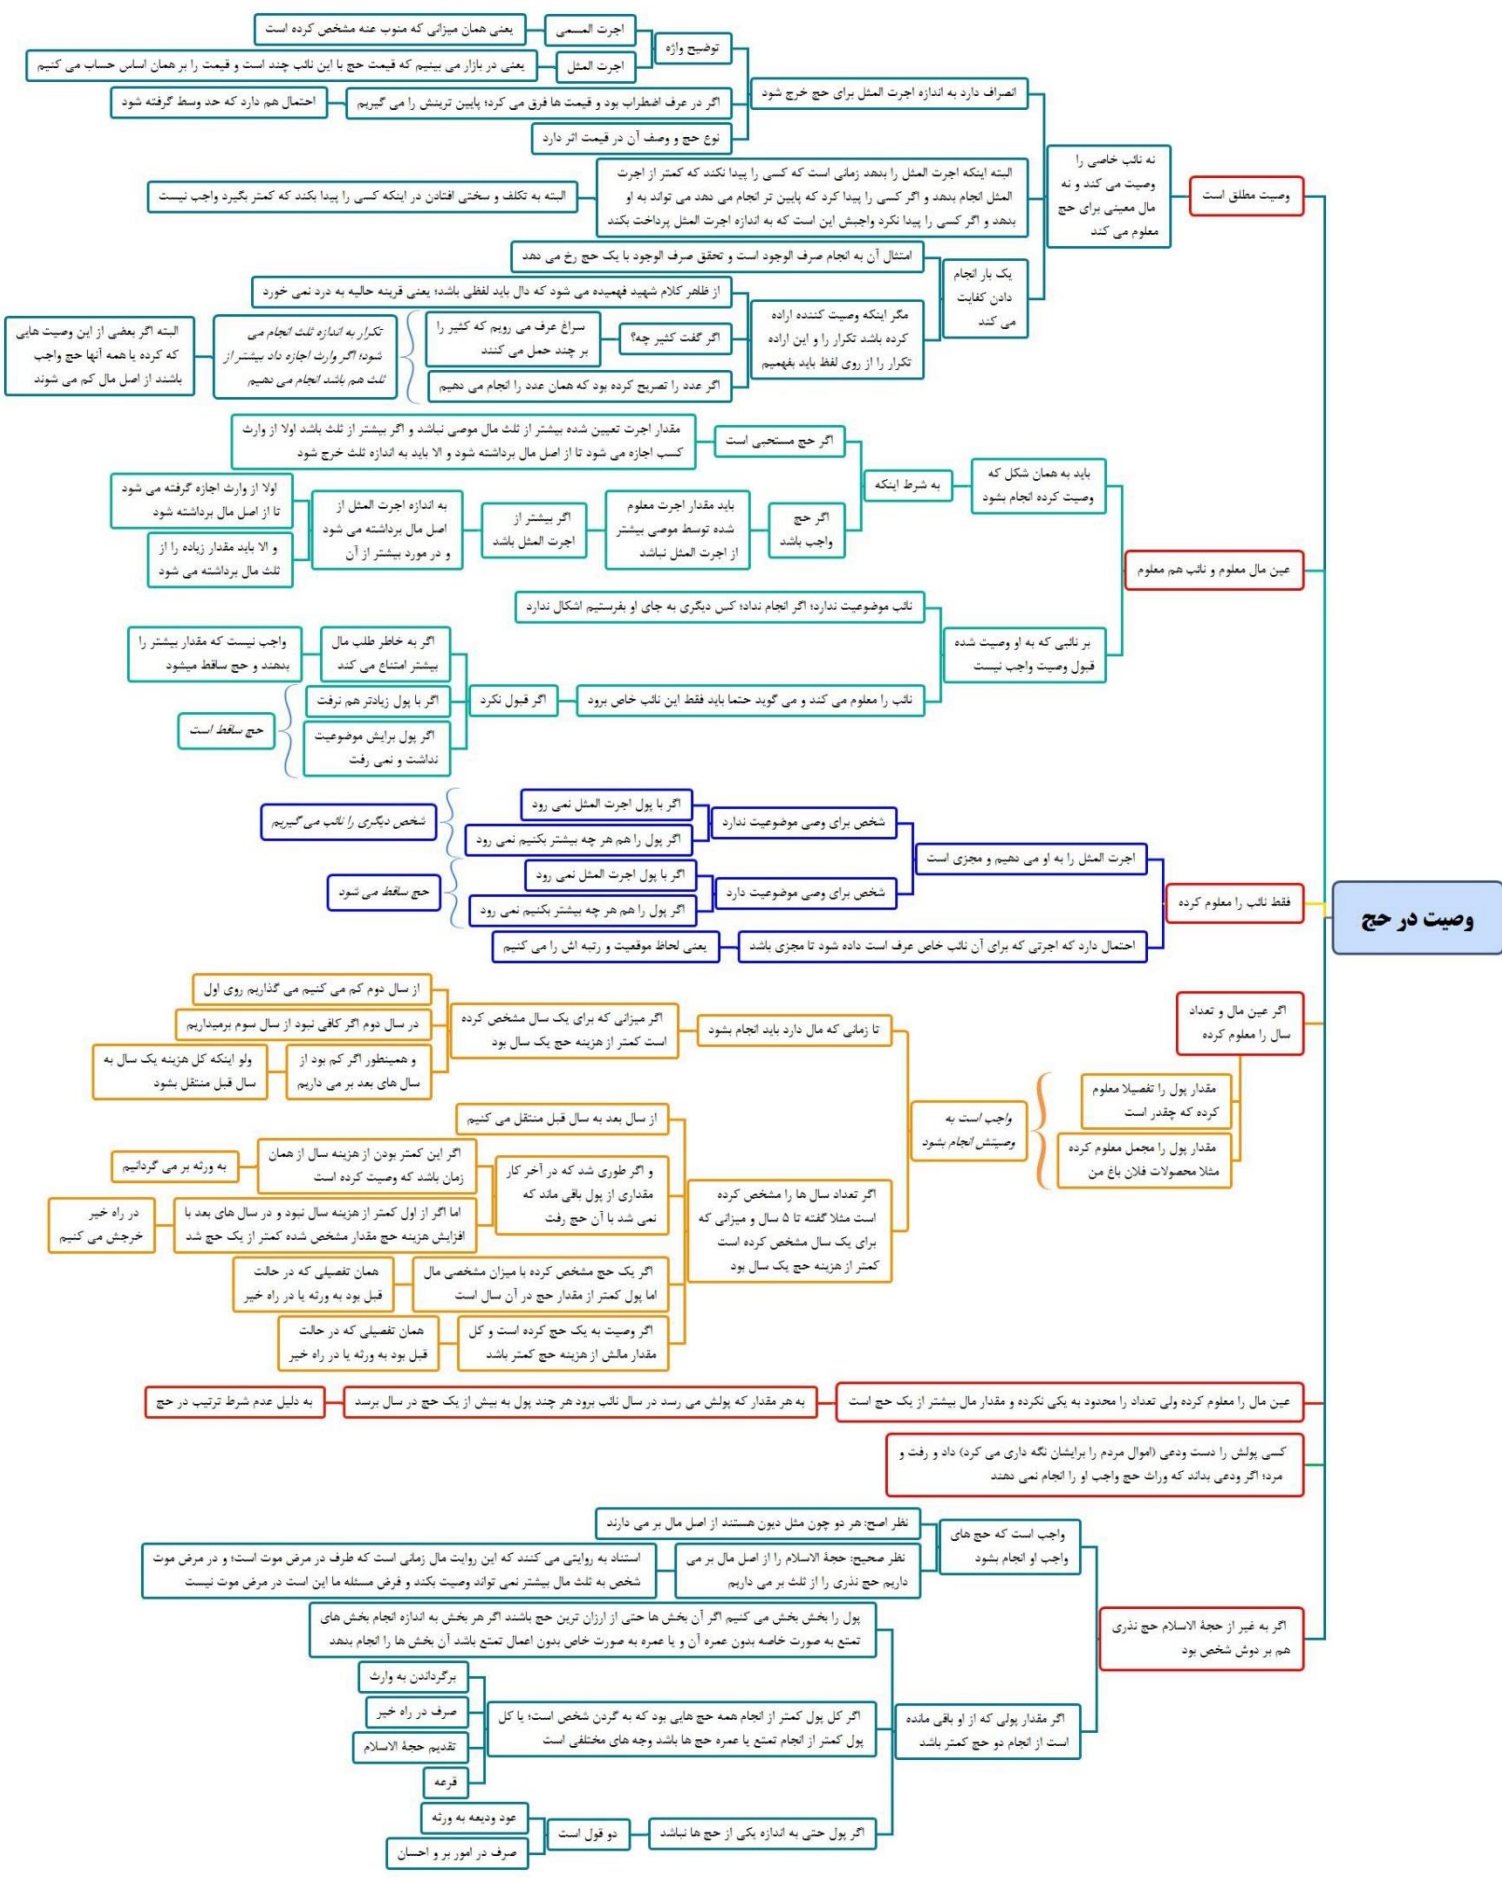 وصیت در حج
وصیت مطلق است
نه نائب خاصی را
وصیت می کند و نه
مال معینی برای حج
معلوم می کند
انصراف دارد به اندازه اجرت المثل برای حج خرج شود
توضیح واژه
اجرت المسمی
یعنی همان میزانی که منوب عنه مشخص کرده است
اجرت المثل
یعنی در بازار می بینیم که قیمت حج با این نائب چند است و قیمت را بر همان اساس حساب می کنیم
اگر در عرف اضطراب بود و قیمت ها فرق می کرد؛ پایین ترینش را می گیریم
احتمال هم دارد که حد وسط گرفته شود
نوع حج و وصف آن در قیمت اثر دارد
البته اینکه اجرت المثل را بدهد زمانی است که کسی را پیدا نکند که کمتر از اجرت
المثل انجام بدهد و اگر کسی را پیدا کرد که پایین تر انجام می دهد می تواند به او
بدهد و اگر کسی را پیدا نکرد واجبش این است که به اندازه اجرت المثل پرداخت بکند
البته به تکلف و سختی افتادن در اینکه کسی را پیدا بکند که کمتر بگیرد واجب نیست
یک بار انجام
دادن کفایت
می کند
امتثال آن به انجام صرف الوجود است و تحقق صرف الوجود با یک حج رخ می دهد
مگر اینکه وصیت کننده اراده
کرده باشد تکرار را و این اراده
تکرار را از روی لفظ باید بفهمیم
از ظاهر کلام شهید فهمیده می شود که دال باید لفظی باشد؛ یعنی قرینه حالیه به درد نمی خورد
اگر گفت کثیر چه؟
سراغ عرف می رویم که کثیر را
بر چند حمل می کنند
اگر عدد را تصریح کرده بود که همان عدد را انجام می دهیم
تکرار به اندازه ثلث انجام می
شود؛ اگر وارث اجازه داد بیشتر از
ثلث هم باشد انجام می دهیم
البته اگر بعضی از این وصیت هایی
که کرده یا همه آنها حج واجب
باشند از اصل مال کم می شوند
عین مال معلوم و نائب هم معلوم
باید به همان شکل که
وصیت کرده انجام بشود
به شرط اینکه
اگر حج مستحبی است
مقدار اجرت تعیین شده بیشتر از ثلث مال موصی نباشد و اگر بیشتر از ثلث باشد اولا از وارث
کسب اجازه می شود تا از اصل مال برداشته شود و الا باید به اندازه ثلث خرج شود
اگر حج
واجب باشد
باید مقدار اجرت معلوم
شده توسط موصی بیشتر
از اجرت المثل نباشد
اگر بیشتر از
اجرت المثل باشد
به اندازه اجرت المثل از
اصل مال برداشته می شود
و در مورد بیشتر از آن
اولا از وارث اجازه گرفته می شود
تا از اصل مال برداشته شود
و الا باید مقدار زیاده را از
ثلث مال برداشته می شود
بر نائبی که به او وصیت شده
قبول وصیت واجب نیست
نائب موضوعیت ندارد؛ اگر انجام نداد؛ کس دیگری به جای او بفرستیم اشکال ندارد
نائب را معلوم می کند و می گوید حتما باید فقط این نائب خاص برود
اگر قبول نکرد
اگر به خاطر طلب مال
بیشتر امتناع می کند
واجب نیست که مقدار بیشتر را
بدهند و حج ساقط میشود
اگر با پول زیادتر هم نرفت
اگر پول برایش موضوعیت
نداشت و نمی رفت
حج ساقط است
فقط نائب را معلوم کرده
اجرت المثل را به او می دهیم و مجزی است
شخص برای وصی موضوعیت ندارد
اگر با پول اجرت المثل نمی رود
اگر پول را هم هر چه بیشتر بکنیم نمی رود
شخص دیگری را نائب می گیریم
شخص برای وصی موضوعیت دارد
اگر با پول اجرت المثل نمی رود
اگر پول را هم هر چه بیشتر بکنیم نمی رود
حج ساقط می شود
احتمال دارد که اجرتی که برای آن نائب خاص عرف است داده شود تا مجزی باشد
یعنی لحاظ موقعیت و رتبه اش را می کنیم
اگر عین مال و تعداد
سال را معلوم کرده
مقدار پول را تفصیلا معلوم
کرده که چقدر است
مقدار پول را مجمل معلوم کرده
مثلا محصولات فلان باغ من
واجب است به
وصیتش انجام بشود
تا زمانی که مال دارد باید انجام بشود
اگر میزانی که برای یک سال مشخص کرده
است کمتر از هزینه حج یک سال بود
از سال دوم کم می کنیم می گذاریم روی اول
در سال دوم اگر کافی نبود از سال سوم برمیداریم
و همینطور اگر کم بود از
سال های بعد بر می داریم
ولو اینکه کل هزینه یک سال به
سال قبل منتقل بشود
اگر تعداد سال ها را مشخص کرده
است مثلا گفته تا ۵ سال و میزانی که
برای یک سال مشخص کرده است
کمتر از هزینه حج یک سال بود
از سال بعد به سال قبل منتقل می کنیم
و اگر طوری شد که در آخر کار
مقداری از پول باقی ماند که
نمی شد با آن حج رفت
اگر این کمتر بودن از هزینه سال از همان
زمان باشد که وصیت کرده است
به ورثه بر می گردانیم
اما اگر از اول کمتر از هزینه سال نبود و در سال های بعد با
افزایش هزینه حج مقدار مشخص شده کمتر از یک حج شد
در راه خیر
خرجش می کنیم
اگر یک حج مشخص کرده با میزان مشخصی مال
اما پول کمتر از مقدار حج در آن سال است
همان تفصیلی که در حالت
قبل بود به ورثه یا در راه خیر
اگر وصیت به یک حج کرده است و کل
مقدار مالش از هزینه حج کمتر باشد
همان تفصیلی که در حالت
قبل بود به ورثه یا در راه خیر
عین مال را معلوم کرده ولی تعداد را محدود به یکی نکرده و مقدار مال بیشتر از یک حج است
به هر مقدار که پولش می رسد در سال نائب برود هر چند پول به بیش از یک حج در سال برسد
به دلیل عدم شرط ترتیب در حج
کسی پولش را دست ودعی (اموال مردم را برایشان نگه داری می کرد) داد و رفت و
مرد؛ اگر ودعی بداند که وراث حج واجب او را انجام نمی دهند
اگر به غیر از حجة الاسلام حج نذری
هم بر دوش شخص بود
واجب است که حج های
واجب او انجام بشود
نظر اصح: هر دو چون مثل دیون هستند از اصل مال بر می دارند
نظر صحیح: حجة الاسلام را از اصل مال بر می
داریم حج نذری را از ثلث بر می داریم
استناد به روایتی می کنند که این روایت مال زمانی است که طرف در مرض موت است؛ و در مرض موت
شخص به ثلث مال بیشتر نمی تواند وصیت بکند و فرض مسئله ما این است در مرض موت نیست
اگر مقدار پولی که از او باقی مانده
است از انجام دو حج کمتر باشد
پول را بخش بخش می کنیم اگر آن بخش ها حتی از ارزان ترین حج باشند اگر هر بخش به اندازه انجام بخش های
تمتع به صورت خاصه بدون عمره آن و یا عمره به صورت خاص بدون اعمال تمتع باشد آن بخش ها را انجام بدهد
اگر کل پول کمتر از انجام همه حج هایی بود که به گردن شخص است؛ یا کل
پول کمتر از انجام تمتع یا عمره حج ها باشد وجه های مختلفی است
برگرداندن به وارث
صرف در راه خیر
تقدیم حجة الاسلام
قرعه
اگر پول حتی به اندازه یکی از حج ها نباشد
دو قول است
عود ودیعه به ورثه
صرف در امور بر و احسان